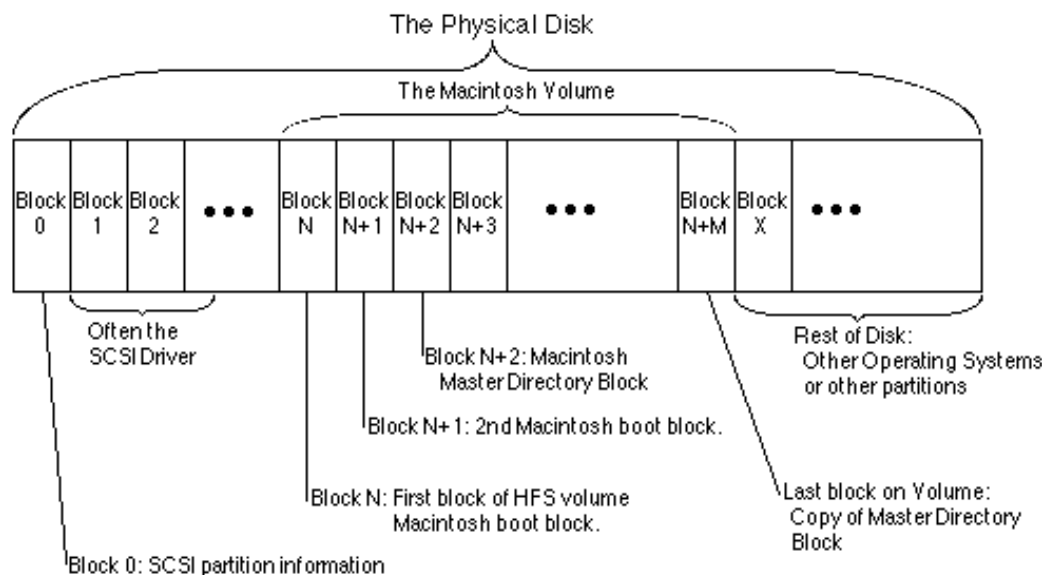 The Physical Disk
The Macintosh Volume
Block 0
Block 1
Block 2
•••
Block N
Block N+1
Block N+2
Block N+3
•••
Block N+M
Block X
•••
Often the
SCSI Driver
Rest of Disk:
Other Operating Systems
or other partitions
Block N+2: Macintosh
Master Directory Block
Block N+1: 2nd Macintosh boot block.
Block N: First block of HFS volume
Macintosh boot block.
Last block on Volume:
Copy of Master Directory
Block
Block 0: SCSI partition information